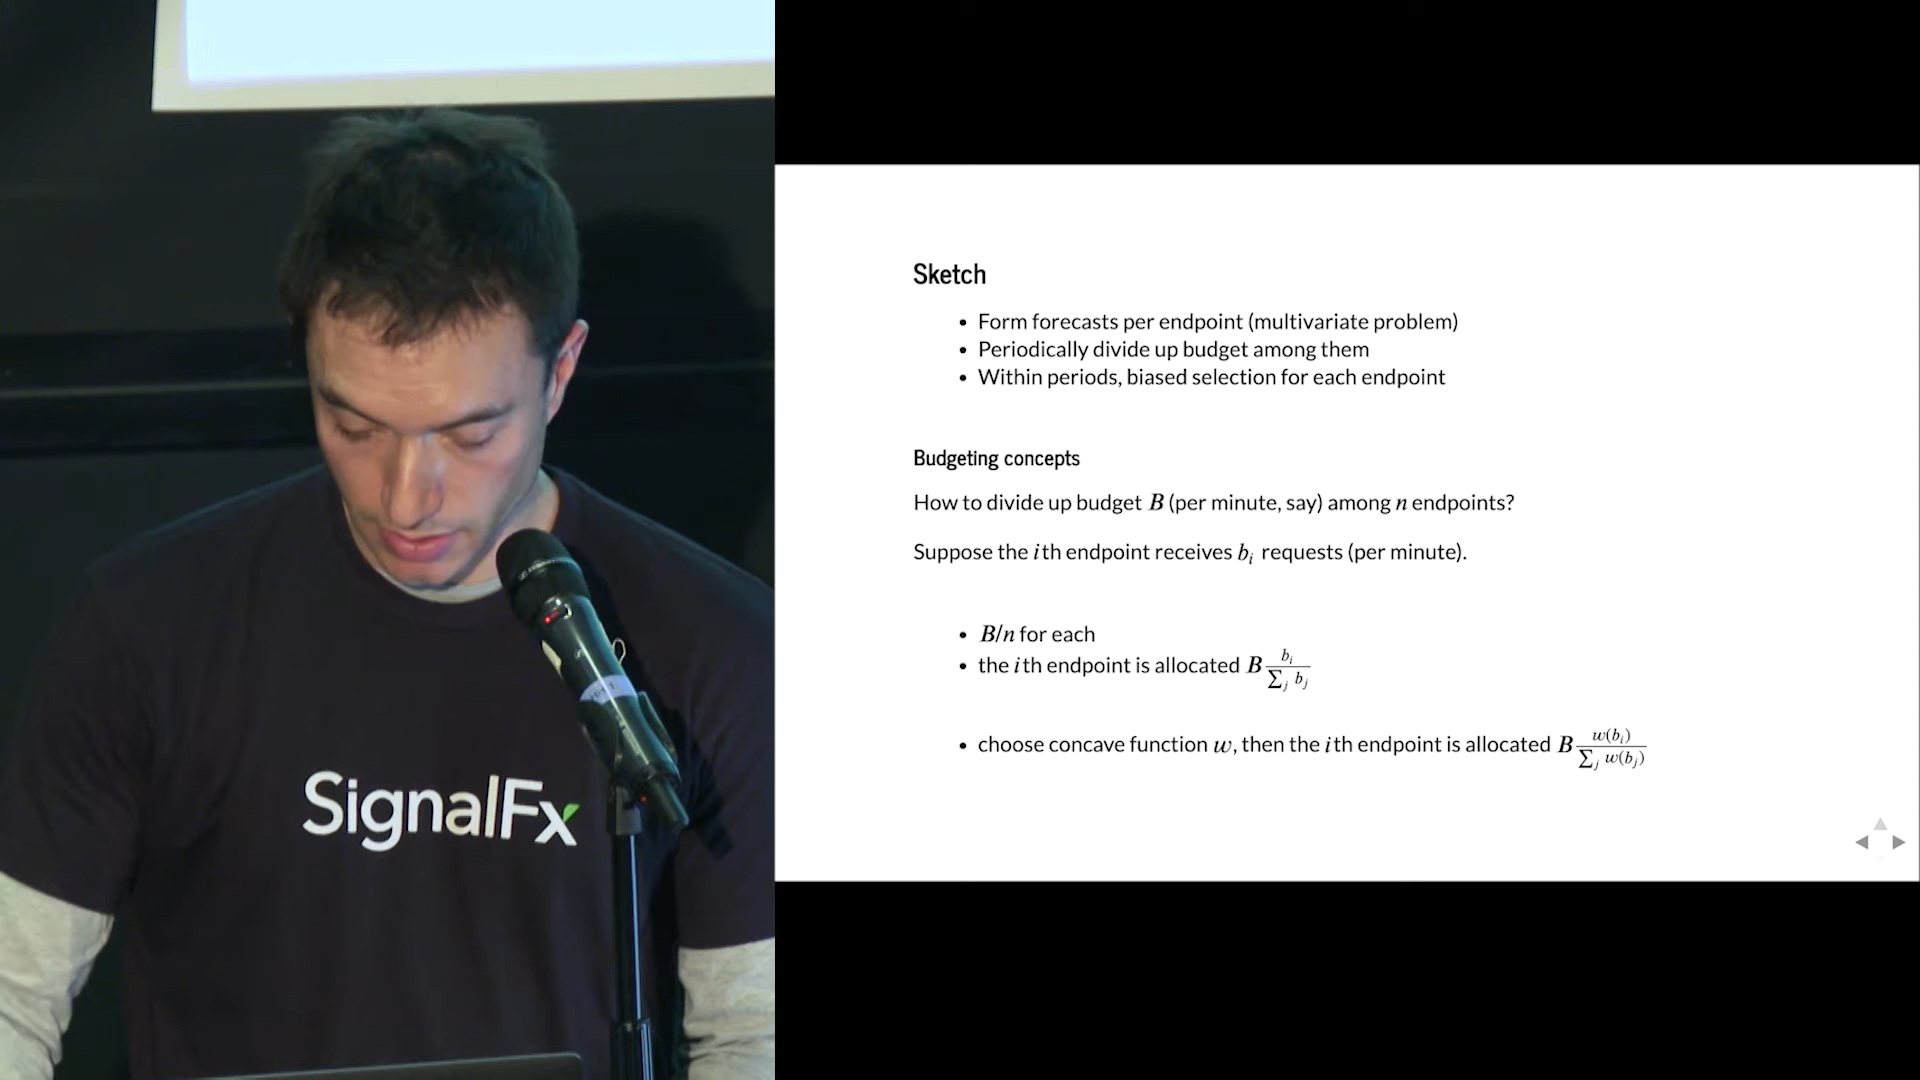 SignalFx
Sketch
• Form forecasts per endpoint (multivariate problem)
• Periodically divide up budget among them
• Within periods, biased selection for each endpoint
Budgeting concepts
How to divide up budget B (per minute, say) among n endpoints?
Suppose the ith endpoint receives b_i requests (per minute).
• B/n for each
• the ith endpoint is allocated B b_i / ∑_j b_j
• choose concave function w, then the ith endpoint is allocated B w(b_i) / ∑_j w(b_j)